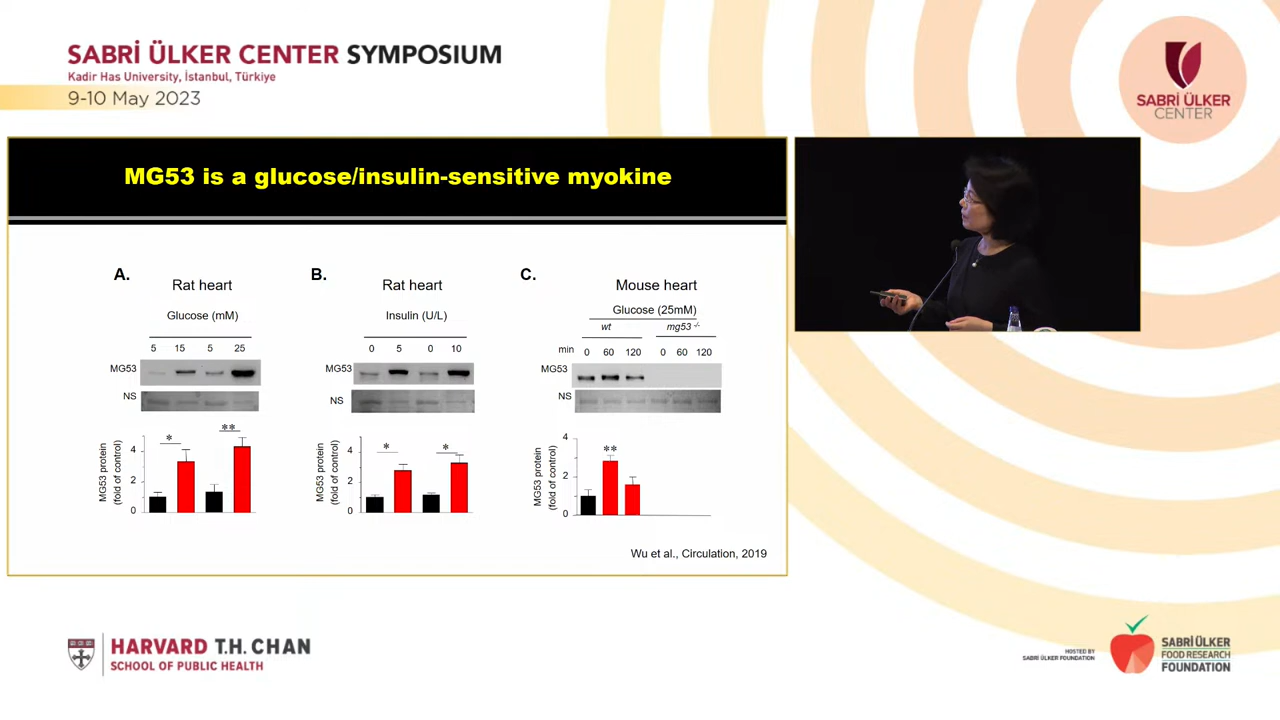 SABRİ ÜLKER CENTER SYMPOSIUM
Kadir Has University, İstanbul, Türkiye
9-10 May 2023
SABRİ ÜLKER
CENTER
MG53 is a glucose/insulin-sensitive myokine
A.
Rat heart
Glucose (mM)
5 15 5 25
MG53
NS
* **
MG53 protein
(fold of control)
4
2
0
B.
Rat heart
Insulin (U/L)
0 5 0 10
MG53
NS
* *
MG53 protein
(fold of control)
4
2
0
C.
Mouse heart
Glucose (25mM)
wt mg53 -/-
min 0 60 120 0 60 120
MG53
NS
**
MG53 protein
(fold of control)
4
2
0
Wu et al., Circulation, 2019
HARVARD T.H. CHAN
SCHOOL OF PUBLIC HEALTH
HOSTED BY
SABRİ ÜLKER FOUNDATION
SABRİ ÜLKER
FOOD RESEARCH
FOUNDATION